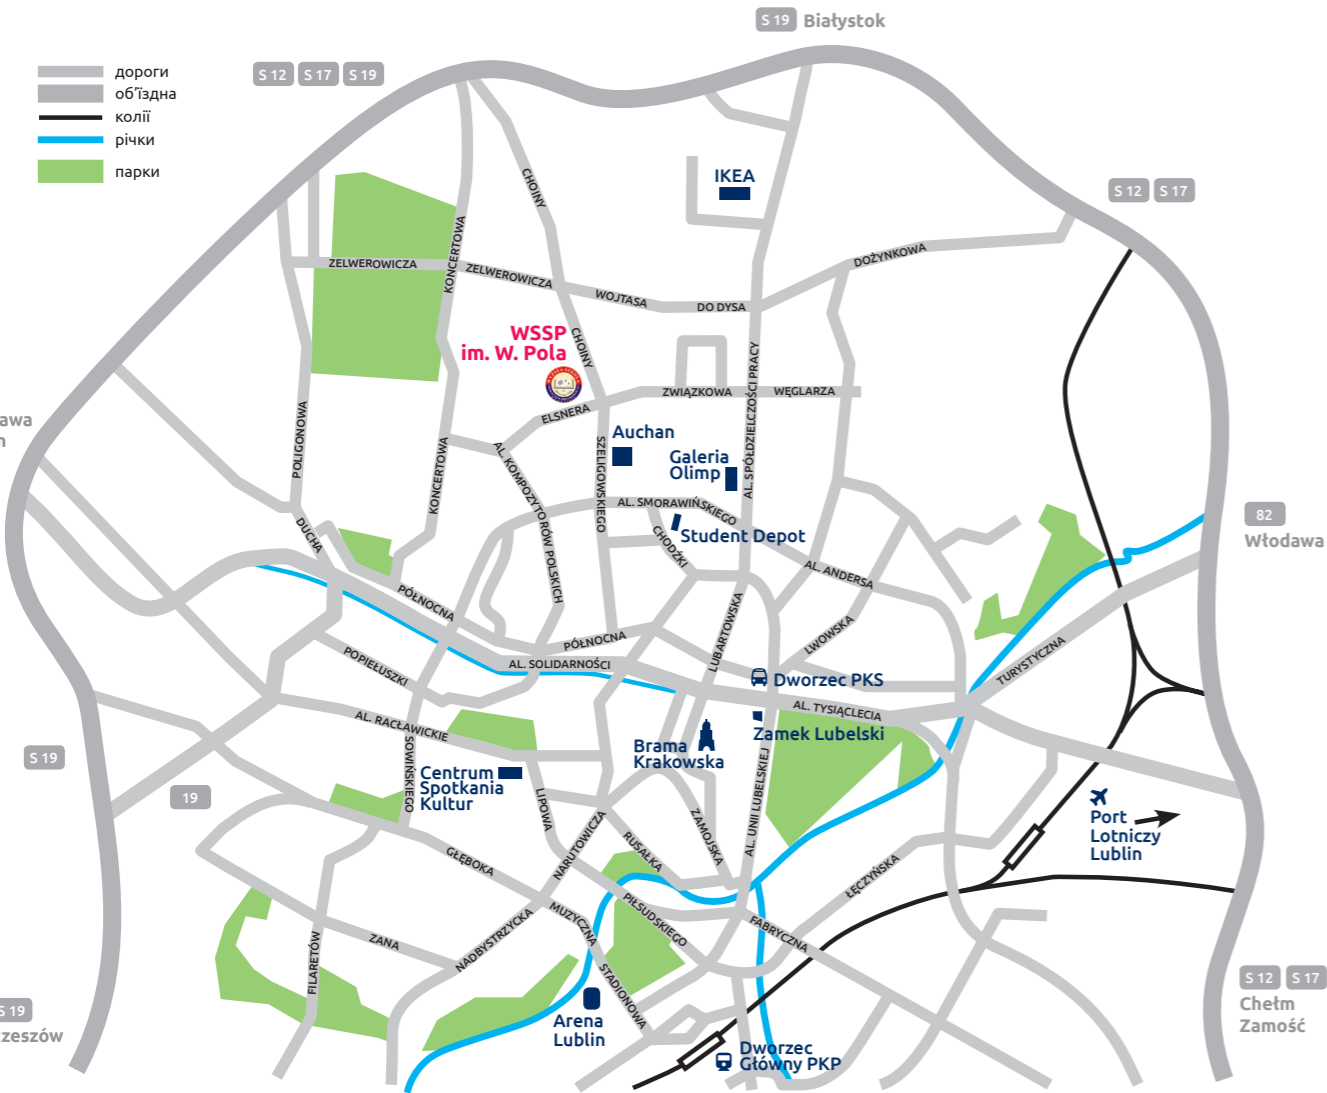 S 19 Białystok
S 12 S 17 S 19
дороги
об'їздна
колії
річки
парки
IKEA
S 12 S 17
CHOINY
KONCERTOWA
ZELWEROWICZA
ZELWEROWICZA
WOJTASA
DO DYSA
DOŻYNKOWA
WSSP
im. W. Pola
CHOINY
AL. SPÓŁDZIELCZOŚCI PRACY
ZWIĄZKOWA
WĘGLARZA
ELSNERA
POLIGONOWA
KONCERTOWA
AL. KOMPOZYTORÓW POLSKICH
SZELIGOWSKIEGO
Auchan
Galeria
Olimp
AL. SMORAWIŃSKIEGO
Student Depot
CHODŹKI
DUCHA
82
Włodawa
AL. ANDERSA
PÓŁNOCNA
PÓŁNOCNA
LUBARTOWSKA
LWOWSKA
TURYSTYCZNA
POPIEŁUSZKI
AL. SOLIDARNOŚCI
Dworzec PKS
AL. TYSIĄCLECIA
Zamek Lubelski
AL. RACŁAWICKIE
SOWIŃSKIEGO
Brama
Krakowska
S 19
19
Centrum
Spotkania
Kultur
LIPOWA
AL. UNII LUBELSKIEJ
ZAMOJSKA
Port
Lotniczy
Lublin
GŁĘBOKA
NARUTOWICZA
RUSAŁKA
ŁĘCZYŃSKA
PIŁSUDSKIEGO
MUZYCZNA
FABRYCZNA
NADBYSTRZYCKA
ZANA
FILARETÓW
STADIONOWA
S 12 S 17
Chełm
Zamość
S 19
Arena
Lublin
Dworzec
Główny PKP